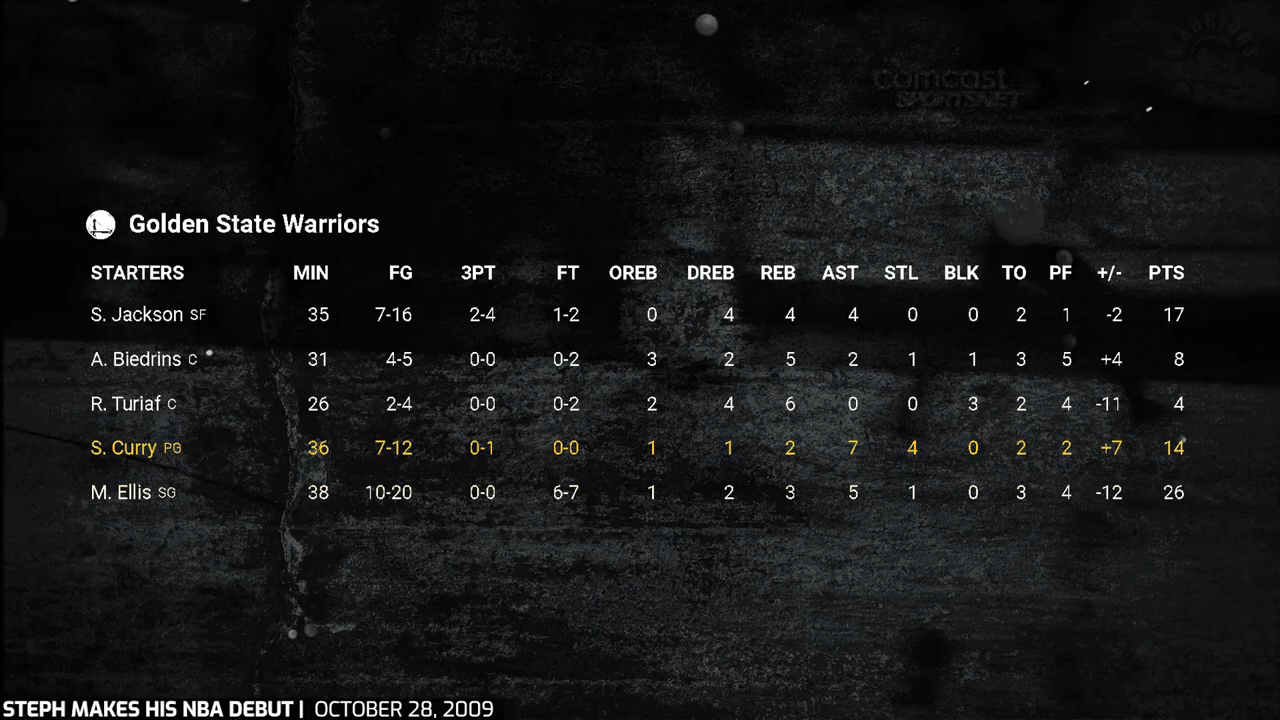 comcast
SPORTSNET
Golden State Warriors
STARTERS MIN FG 3PT FT OREB DREB REB AST STL BLK TO PF +/- PTS
S. Jackson SF 35 7-16 2-4 1-2 0 4 4 4 0 0 2 1 -2 17
A. Biedrins C 31 4-5 0-0 0-2 3 2 5 2 1 1 3 5 +4 8
R. Turiaf C 26 2-4 0-0 0-2 2 4 6 0 0 3 2 4 -11 4
S. Curry PG 36 7-12 0-1 0-0 1 1 2 7 4 0 2 2 +7 14
M. Ellis SG 38 10-20 0-0 6-7 1 2 3 5 1 0 3 4 -12 26
STEPH MAKES HIS NBA DEBUT | OCTOBER 28, 2009